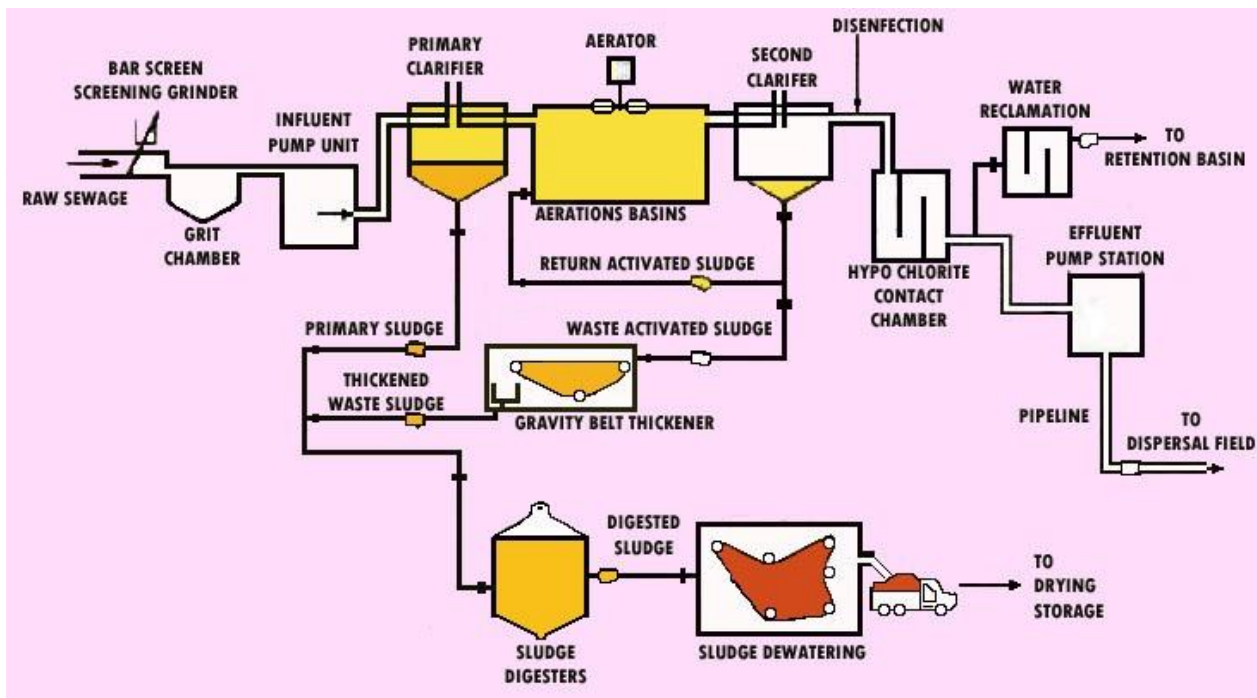 BAR SCREEN
SCREENING GRINDER
RAW SEWAGE
GRIT
CHAMBER
INFLUENT
PUMP UNIT
PRIMARY
CLARIFIER
AERATOR
AERATIONS BASINS
SECOND
CLARIFER
DISENFECTION
WATER
RECLAMATION
TO
RETENTION BASIN
HYPO CHLORITE
CONTACT
CHAMBER
EFFLUENT
PUMP STATION
PIPELINE
TO
DISPERSAL FIELD
RETURN ACTIVATED SLUDGE
WASTE ACTIVATED SLUDGE
PRIMARY SLUDGE
THICKENED
WASTE SLUDGE
GRAVITY BELT THICKENER
SLUDGE
DIGESTERS
DIGESTED
SLUDGE
SLUDGE DEWATERING
TO
DRYING
STORAGE